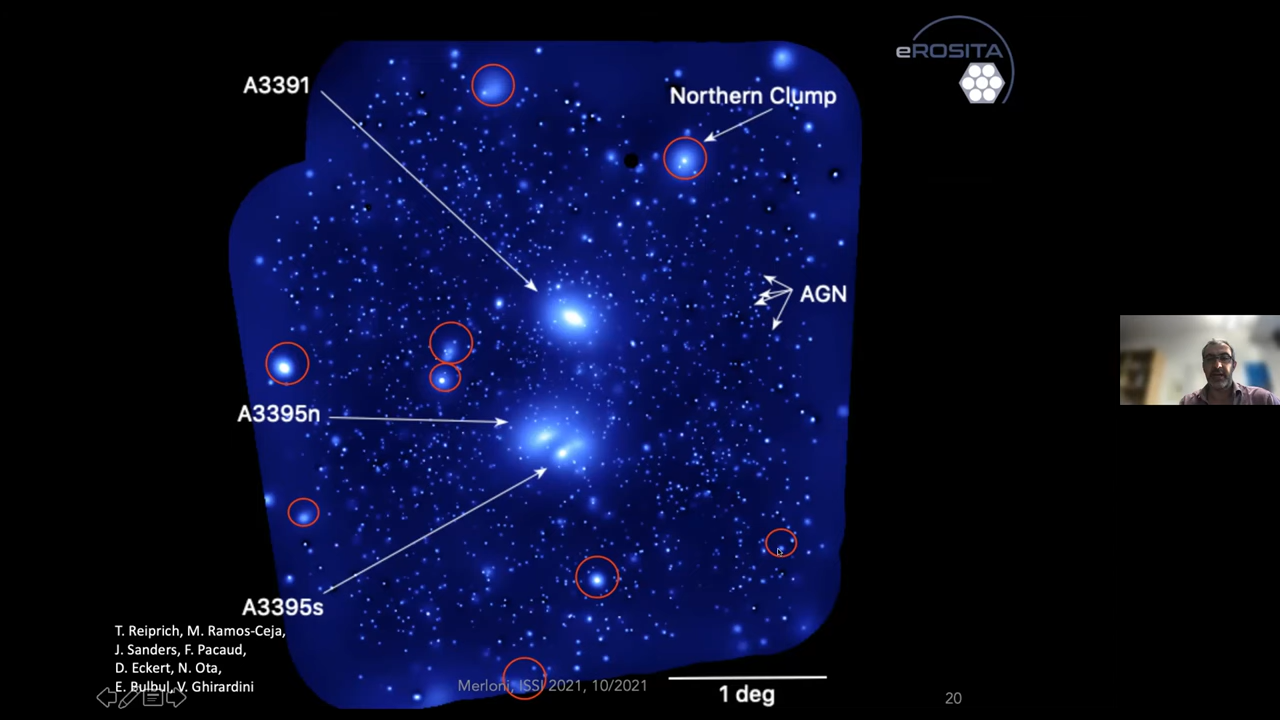 eROSITA
A3391
Northern Clump
AGN
A3395n
A3395s
T. Reiprich, M. Ramos-Ceja,
J. Sanders, F. Pacaud,
D. Eckert, N. Ota,
E. Bulbul, V. Ghirardini
Merloni, ISSI 2021, 10/2021
1 deg
20